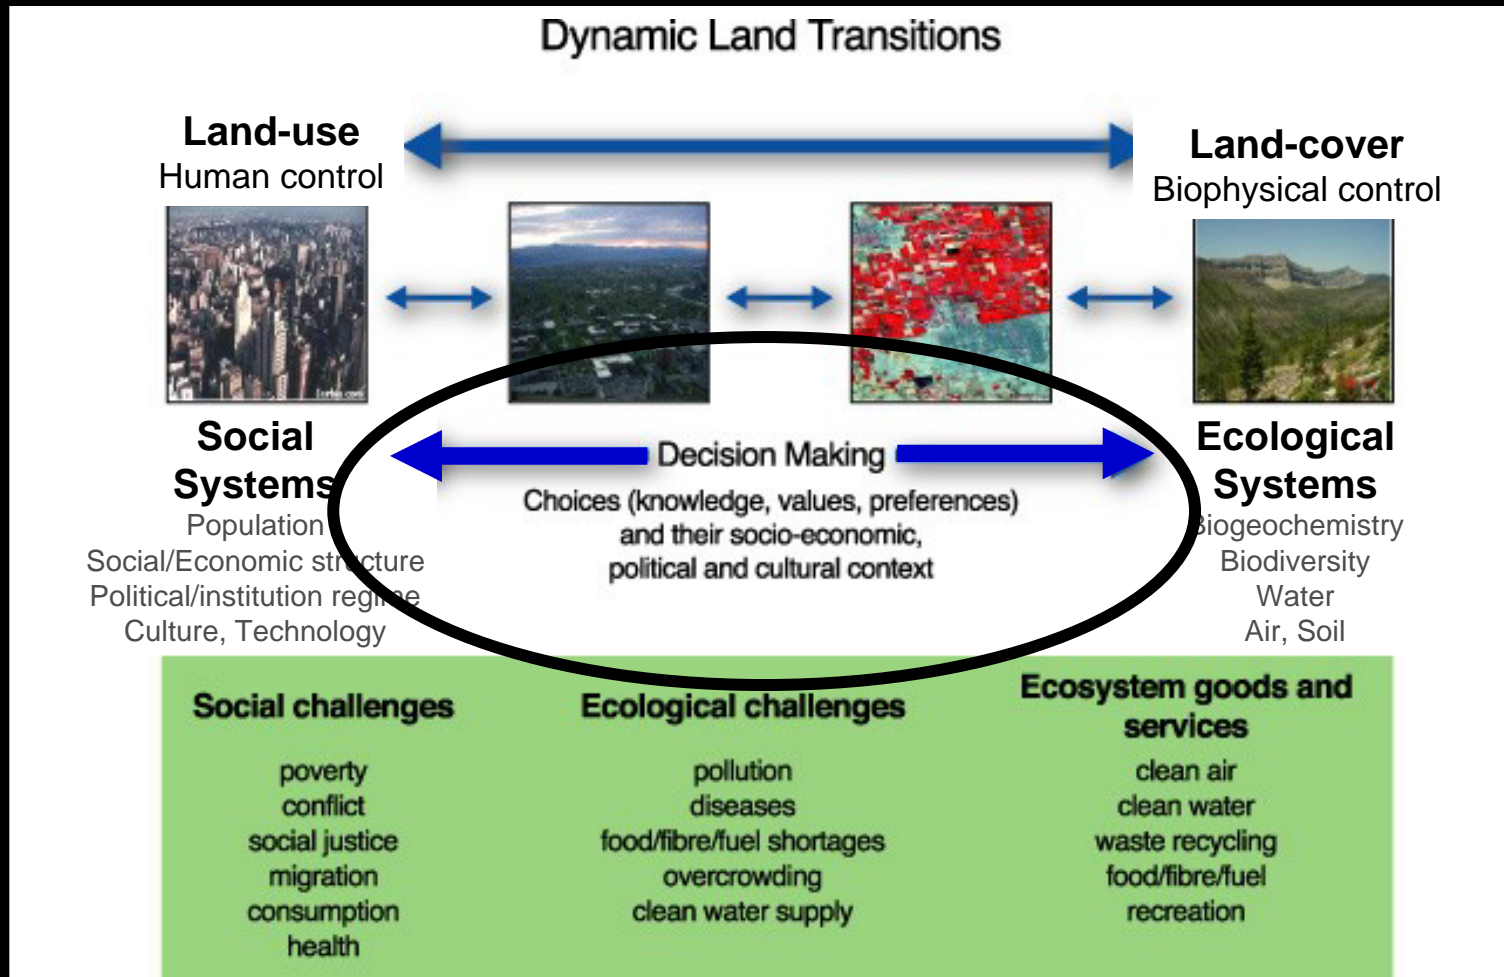 Dynamic Land Transitions
Land-use
Human control
Land-cover
Biophysical control
Social
Systems
Population
Social/Economic structure
Political/institution regime
Culture, Technology
Decision Making
Choices (knowledge, values, preferences)
and their socio-economic,
political and cultural context
Ecological
Systems
Biogeochemistry
Biodiversity
Water
Air, Soil
Social challenges
poverty
conflict
social justice
migration
consumption
health
Ecological challenges
pollution
diseases
food/fibre/fuel shortages
overcrowding
clean water supply
Ecosystem goods and
services
clean air
clean water
waste recycling
food/fibre/fuel
recreation